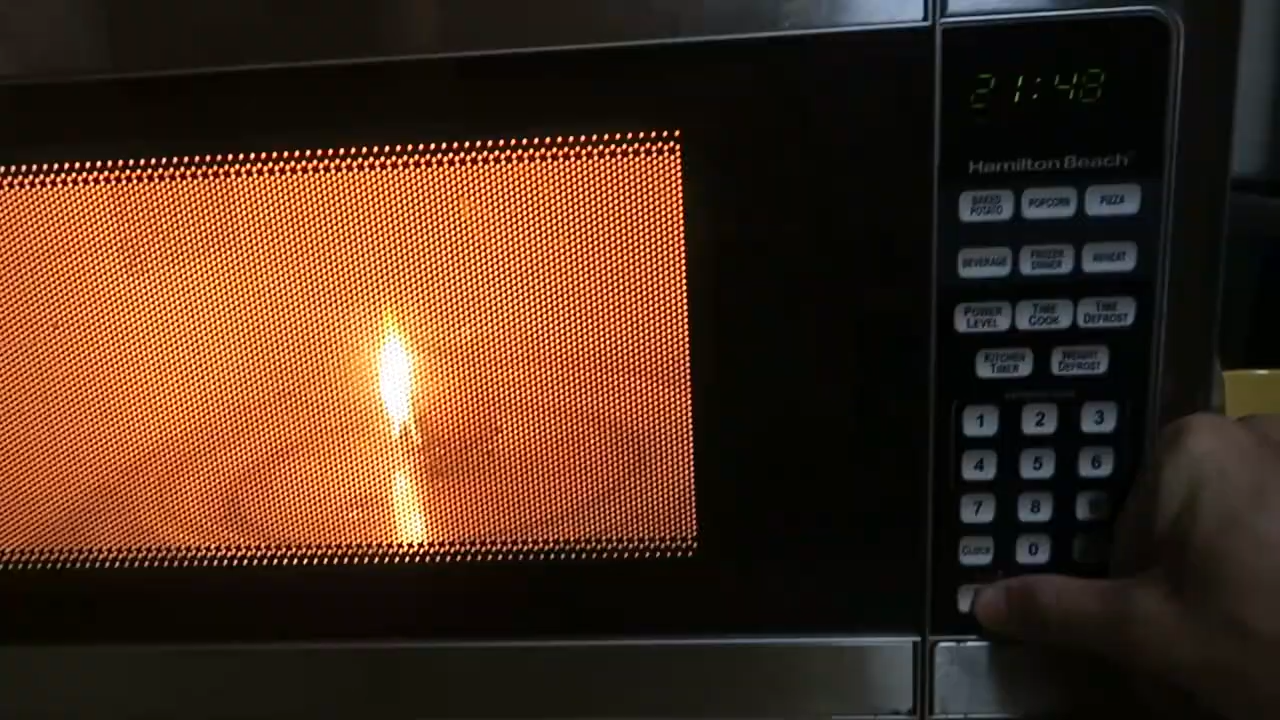 21:48
Hamilton Beach
BAKED POTATO POPCORN PIZZA
BEVERAGE FROZEN DINNER REHEAT
POWER LEVEL TIME COOK TIME DEFROST
KITCHEN TIMER WEIGHT DEFROST
1 2 3
4 5 6
7 8
CLOCK 0